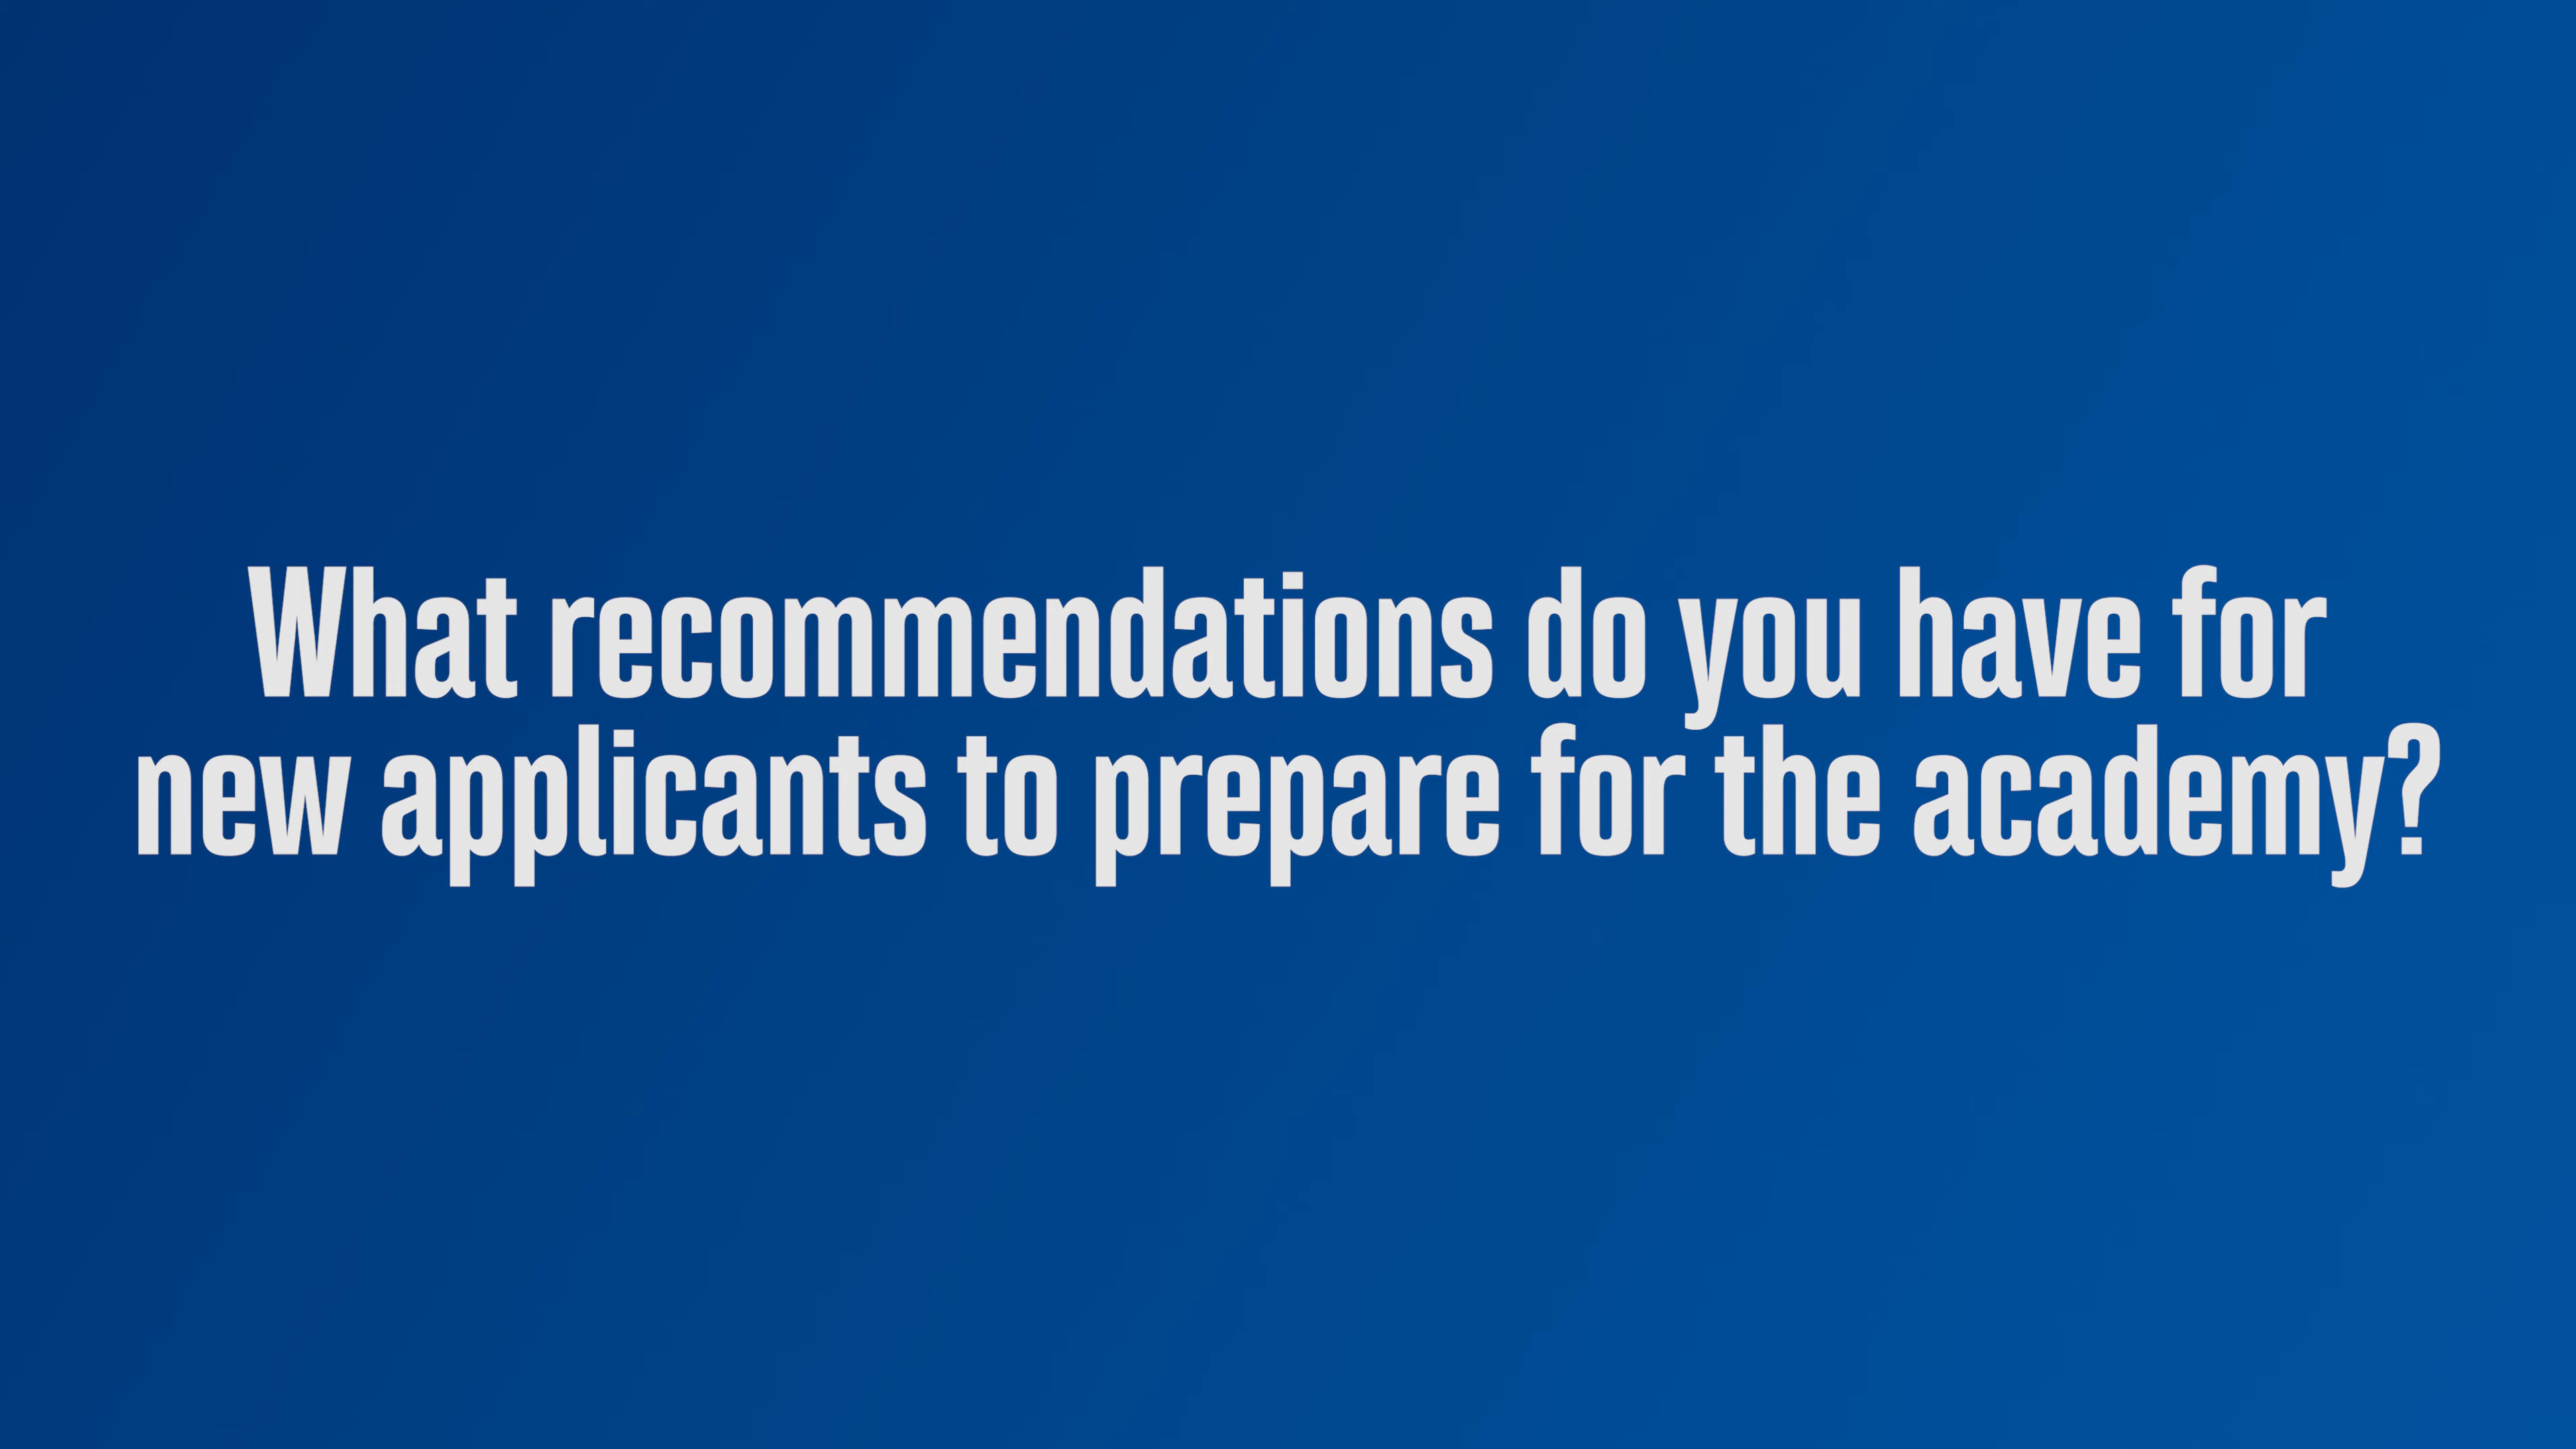 What recommendations do you have for
new applicants to prepare for the academy?